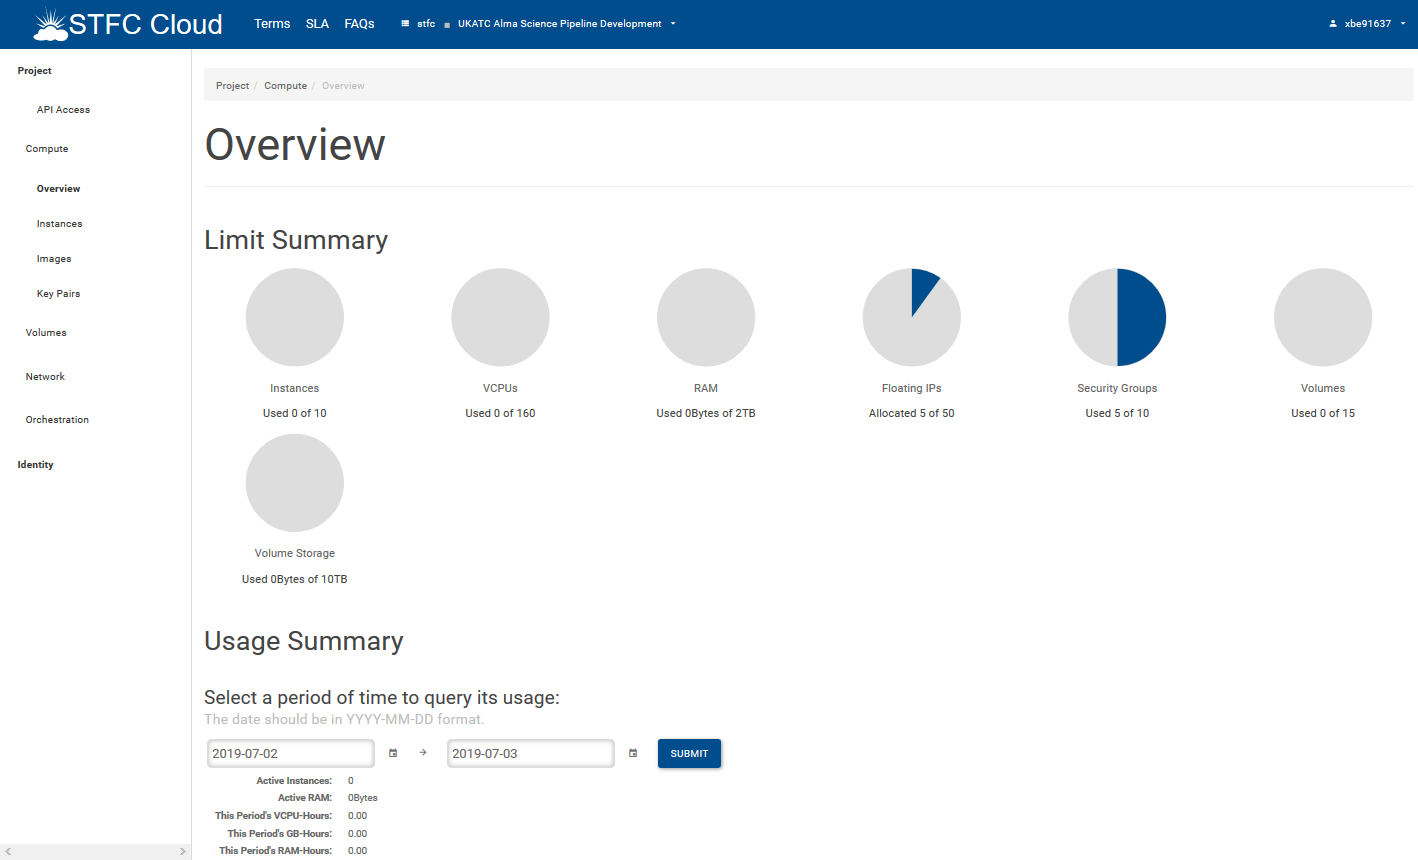 STFC Cloud Terms SLA FAQs stfc UKATC Alma Science Pipeline Development xbe91637
Project
API Access
Compute
Overview
Instances
Images
Key Pairs
Volumes
Network
Orchestration
Identity
Project / Compute / Overview
Overview
Limit Summary
Instances VCPUs RAM Floating IPs Security Groups Volumes
Used 0 of 10 Used 0 of 160 Used 0Bytes of 2TB Allocated 5 of 50 Used 5 of 10 Used 0 of 15
Volume Storage
Used 0Bytes of 10TB
Usage Summary
Select a period of time to query its usage:
The date should be in YYYY-MM-DD format.
2019-07-02 → 2019-07-03 SUBMIT
Active Instances: 0
Active RAM: 0Bytes
This Period's VCPU-Hours: 0.00
This Period's GB-Hours: 0.00
This Period's RAM-Hours: 0.00